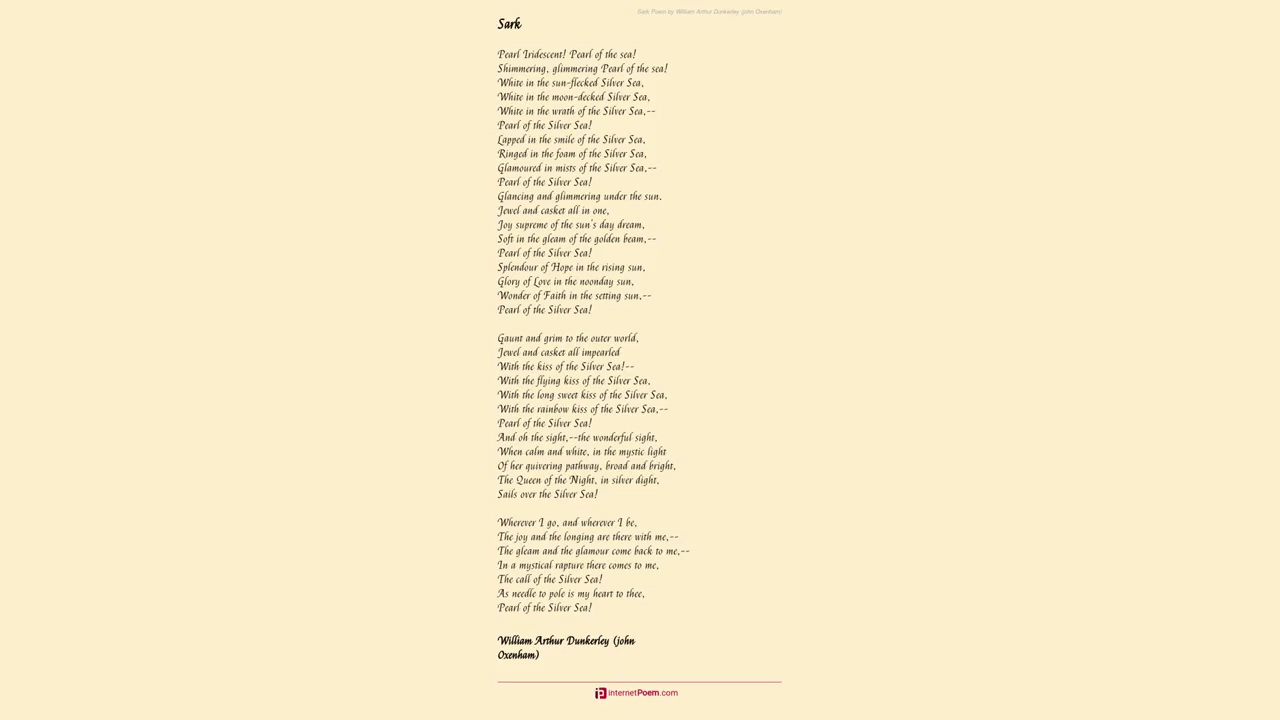 Sark Poem by William Arthur Dunkerley (john Oxenham)
Sark
Pearl Iridescent! Pearl of the sea!
Shimmering, glimmering Pearl of the sea!
White in the sun-flecked Silver Sea,
White in the moon-decked Silver Sea,
White in the wrath of the Silver Sea,--
Pearl of the Silver Sea!
Lapped in the smile of the Silver Sea,
Ringed in the foam of the Silver Sea,
Glamoured in mists of the Silver Sea,--
Pearl of the Silver Sea!
Glancing and glimmering under the sun.
Jewel and casket all in one,
Joy supreme of the sun's day dream,
Soft in the gleam of the golden beam,--
Pearl of the Silver Sea!
Splendour of Hope in the rising sun,
Glory of Love in the noonday sun,
Wonder of Faith in the setting sun,--
Pearl of the Silver Sea!
Gaunt and grim to the outer world,
Jewel and casket all impearled
With the kiss of the Silver Sea!--
With the flying kiss of the Silver Sea,
With the long sweet kiss of the Silver Sea,
With the rainbow kiss of the Silver Sea,--
Pearl of the Silver Sea!
And oh the sight,--the wonderful sight,
When calm and white, in the mystic light
Of her quivering pathway, broad and bright,
The Queen of the Night, in silver dight,
Sails over the Silver Sea!
Wherever I go, and wherever I be,
The joy and the longing are there with me,--
The gleam and the glamour come back to me,--
In a mystical rapture there comes to me,
The call of the Silver Sea!
As needle to pole is my heart to thee,
Pearl of the Silver Sea!
William Arthur Dunkerley (john
Oxenham)
internetPoem.com